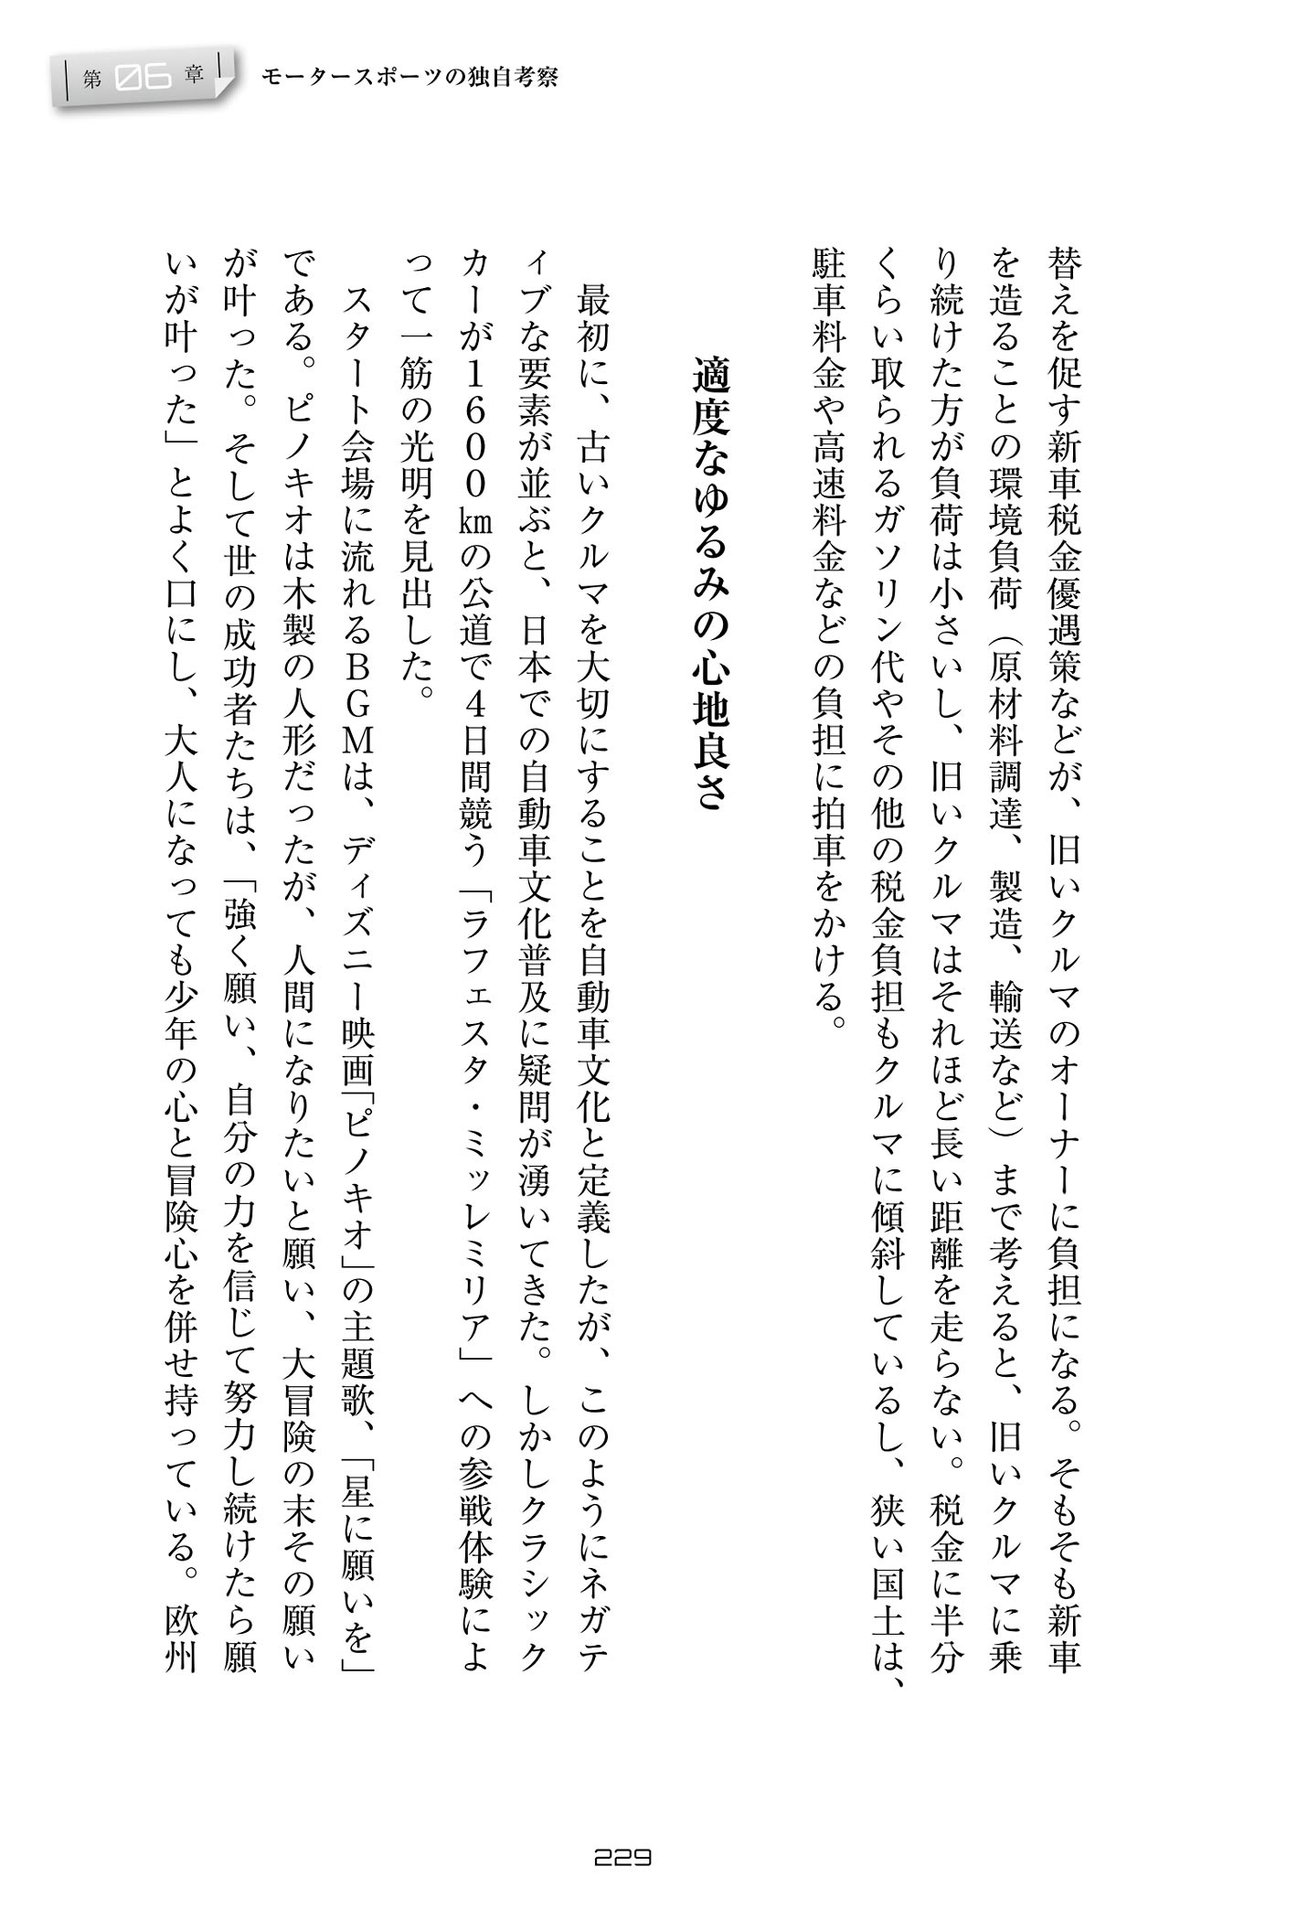 第06章
モータースポーツの独自考察
替えを促す新車税金優遇策などが、旧いクルマのオーナーに負担になる。そもそも新車
を造ることの環境負荷（原材料調達、製造、輸送など）まで考えると、旧いクルマに乗
り続けた方が負荷は小さいし、旧いクルマはそれほど長い距離を走らない。税金に半分
くらい取られるガソリン代やその他の税金負担もクルマに傾斜しているし、狭い国土は、
駐車料金や高速料金などの負担に拍車をかける。
適度なゆるみの心地良さ
最初に、古いクルマを大切にすることを自動車文化と定義したが、このようにネガテ
ィブな要素が並ぶと、日本での自動車文化普及に疑問が湧いてきた。しかしクラシック
カーが１６００㎞の公道で４日間競う「ラフェスタ・ミッレミリア」への参戦体験によ
って一筋の光明を見出した。
スタート会場に流れるＢＧＭは、ディズニー映画「ピノキオ」の主題歌、「星に願いを」
である。ピノキオは木製の人形だったが、人間になりたいと願い、大冒険の末その願い
が叶った。そして世の成功者たちは、「強く願い、自分の力を信じて努力し続けたら願
いが叶った」とよく口にし、大人になっても少年の心と冒険心を併せ持っている。欧州
229